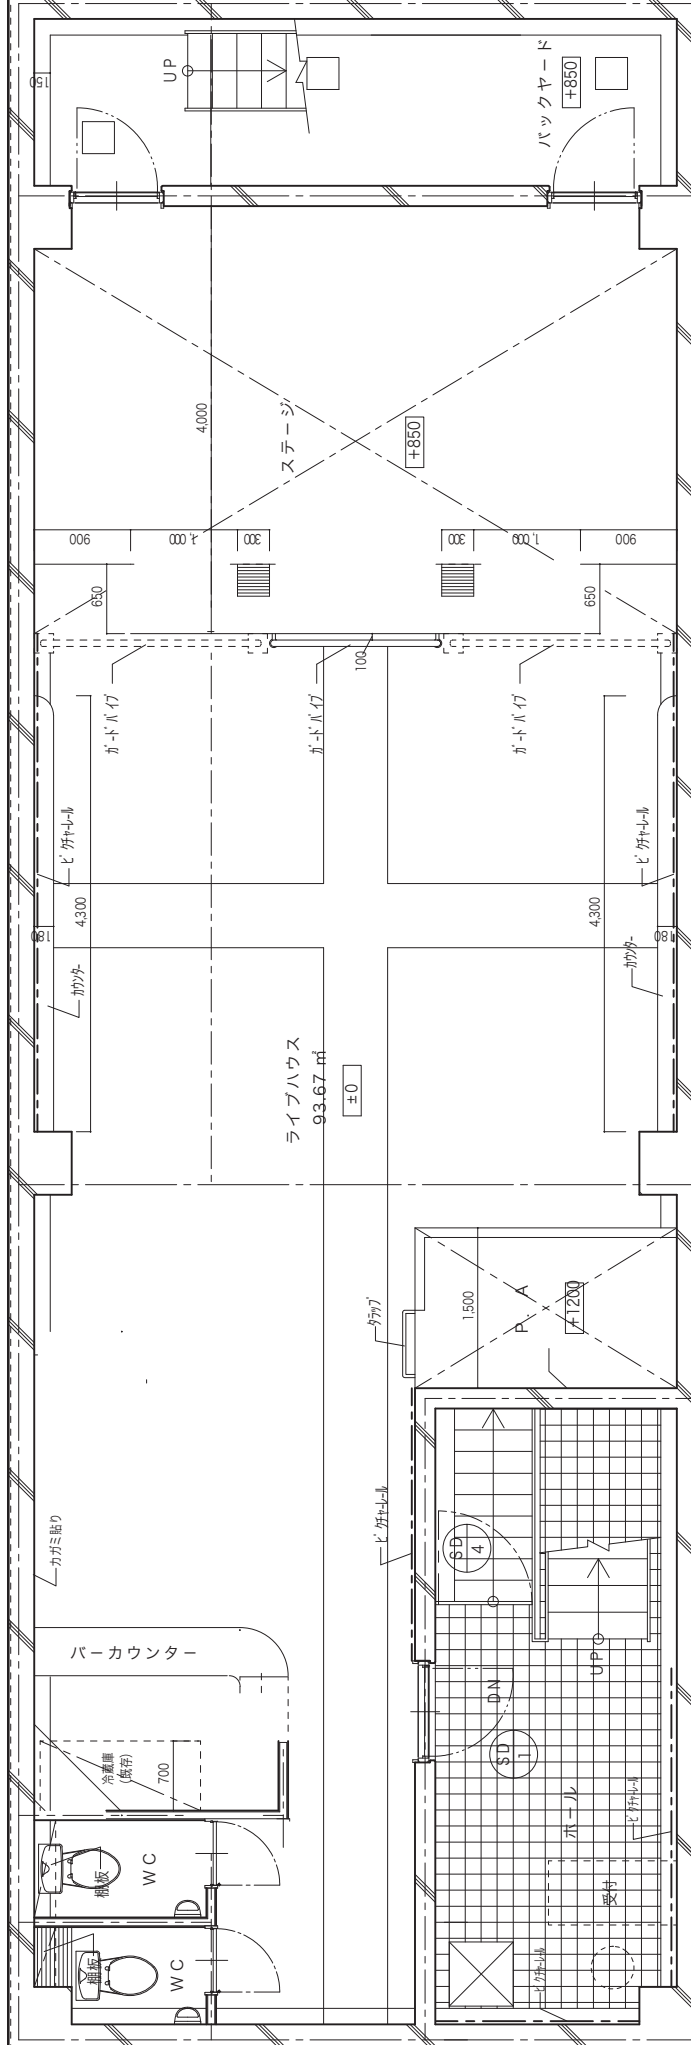 150
UP
バックヤード
+850
4,000
ステージ
+850
900
1,000
300
300
1,000
900
650
650
100
ガードパイプ
ガードパイプ
ガードパイプ
ピクチャーレール
ピクチャーレール
4,300
4,300
180
180
カウンター
カウンター
ライブハウス
93.67 ㎡
±0
タラップ
1,500
P.A
+1200
カガミ貼り
ピクチャーレール
SD
4
バーカウンター
UP
DN
SD
1
冷蔵庫
(既存)
700
ホール
ピクチャーレール
棚板
WC
受付
棚板
WC
ピクチャーレール